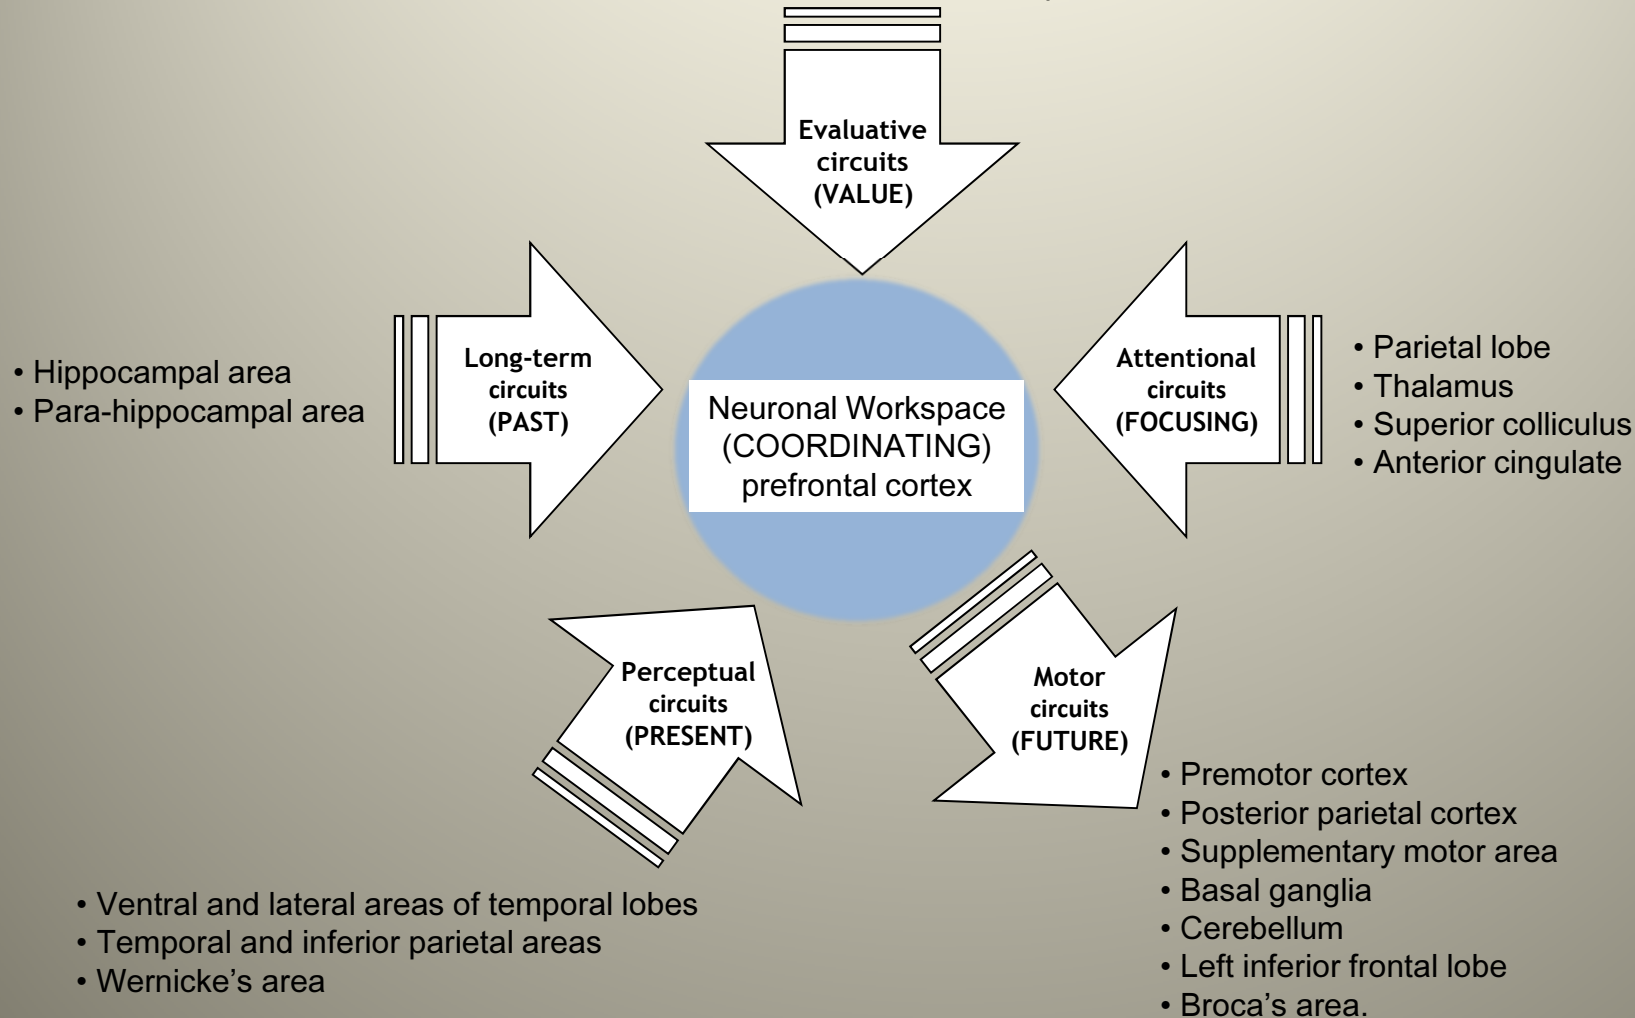 Evaluative
circuits
(VALUE)
Long-term
circuits
(PAST)
• Hippocampal area
• Para-hippocampal area
Attentional
circuits
(FOCUSING)
• Parietal lobe
• Thalamus
• Superior colliculus
• Anterior cingulate
Neuronal Workspace
(COORDINATING)
prefrontal cortex
Perceptual
circuits
(PRESENT)
• Ventral and lateral areas of temporal lobes
• Temporal and inferior parietal areas
• Wernicke’s area
Motor
circuits
(FUTURE)
• Premotor cortex
• Posterior parietal cortex
• Supplementary motor area
• Basal ganglia
• Cerebellum
• Left inferior frontal lobe
• Broca’s area.